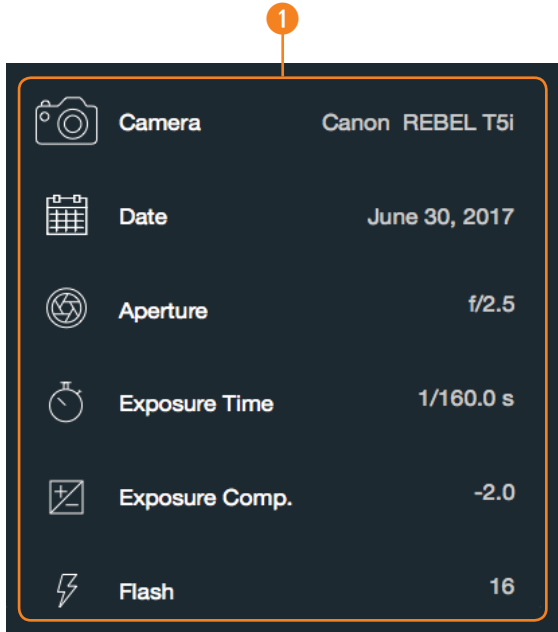 1
Camera Canon REBEL T5i
Date June 30, 2017
Aperture f/2.5
Exposure Time 1/160.0 s
Exposure Comp. -2.0
Flash 16